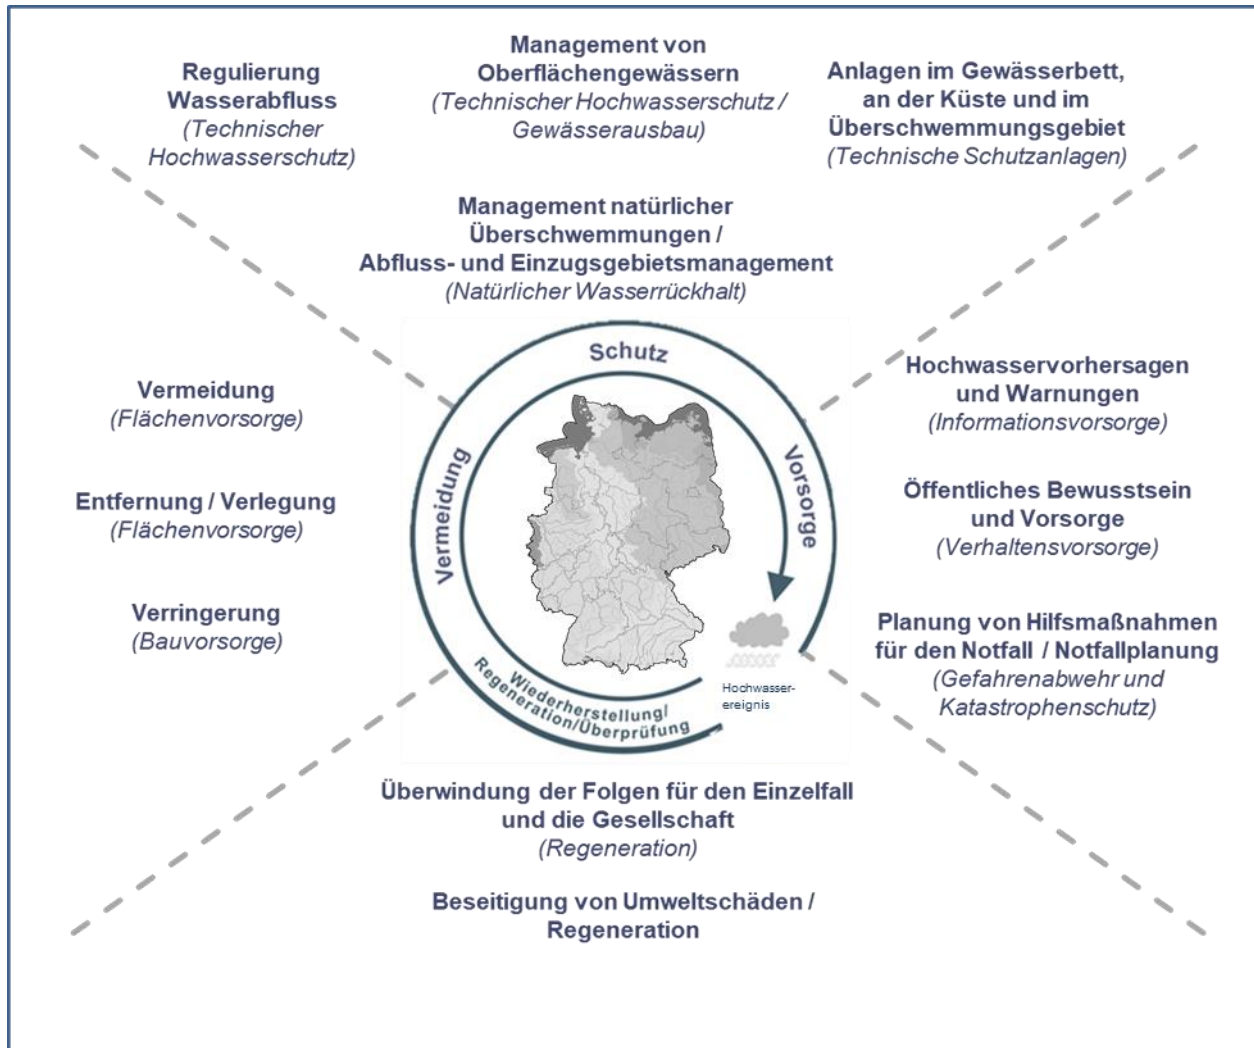 Regulierung
Wasserabfluss
(Technischer
Hochwasserschutz)
Management von
Oberflächengewässern
(Technischer Hochwasserschutz /
Gewässerausbau)
Anlagen im Gewässerbett,
an der Küste und im
Überschwemmungsgebiet
(Technische Schutzanlagen)
Management natürlicher
Überschwemmungen /
Abfluss- und Einzugsgebietsmanagement
(Natürlicher Wasserrückhalt)
Vermeidung
(Flächenvorsorge)
Entfernung / Verlegung
(Flächenvorsorge)
Verringerung
(Bauvorsorge)
Schutz
Vermeidung
Vorsorge
Wiederherstellung/
Regeneration/Überprüfung
Hochwasser-
ereignis
Hochwasservorhersagen
und Warnungen
(Informationsvorsorge)
Öffentliches Bewusstsein
und Vorsorge
(Verhaltensvorsorge)
Planung von Hilfsmaßnahmen
für den Notfall / Notfallplanung
(Gefahrenabwehr und
Katastrophenschutz)
Überwindung der Folgen für den Einzelfall
und die Gesellschaft
(Regeneration)
Beseitigung von Umweltschäden /
Regeneration